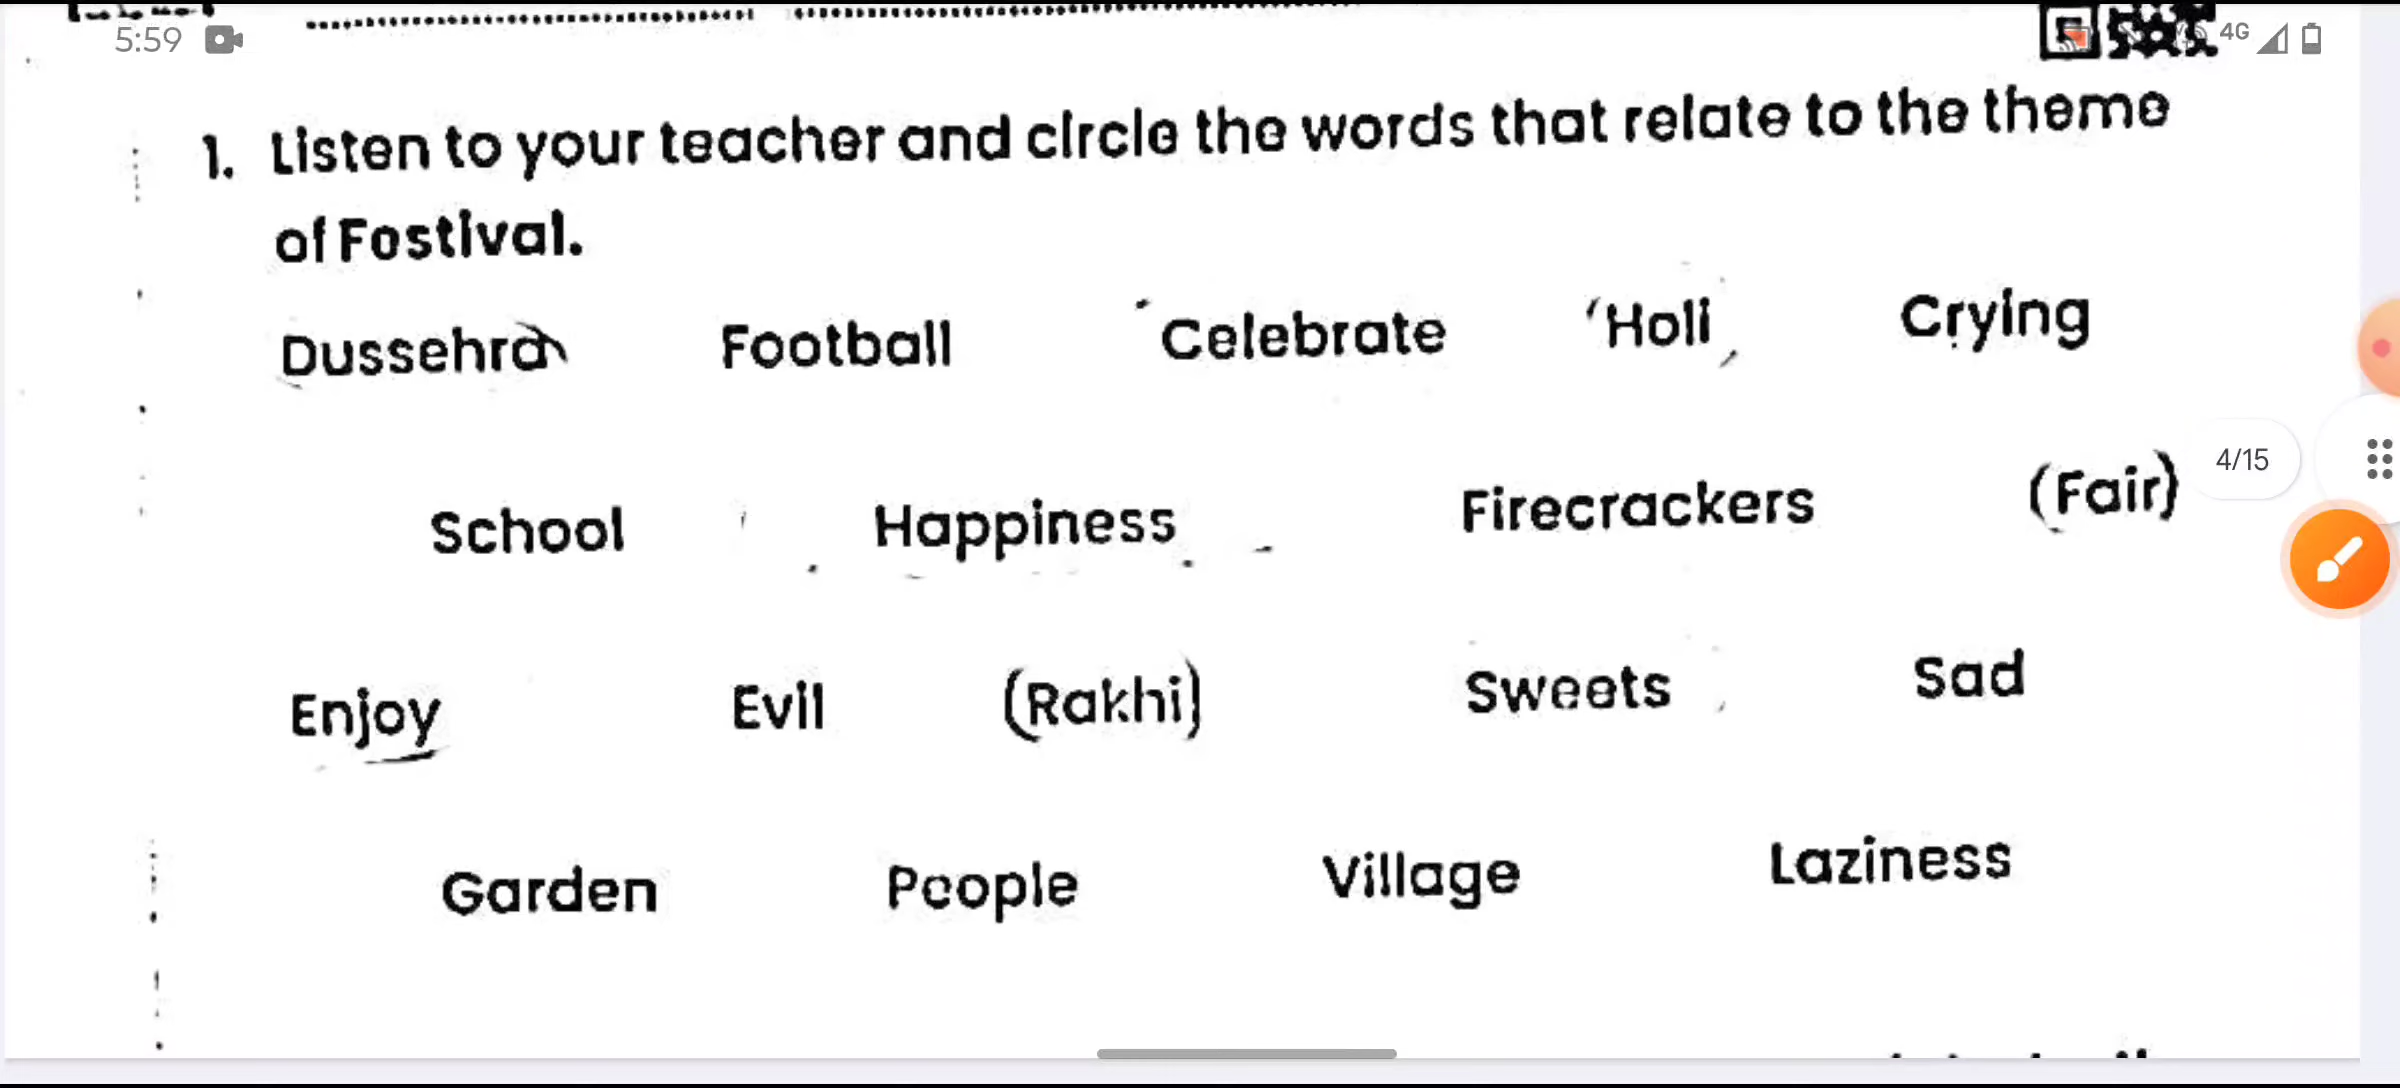 5:59 4G
1. Listen to your teacher and circle the words that relate to the theme
of Festival.
Dussehra Football Celebrate Holi Crying
School Happiness Firecrackers (Fair)
4/15
Enjoy Evil (Rakhi) Sweets Sad
Garden People Village Laziness